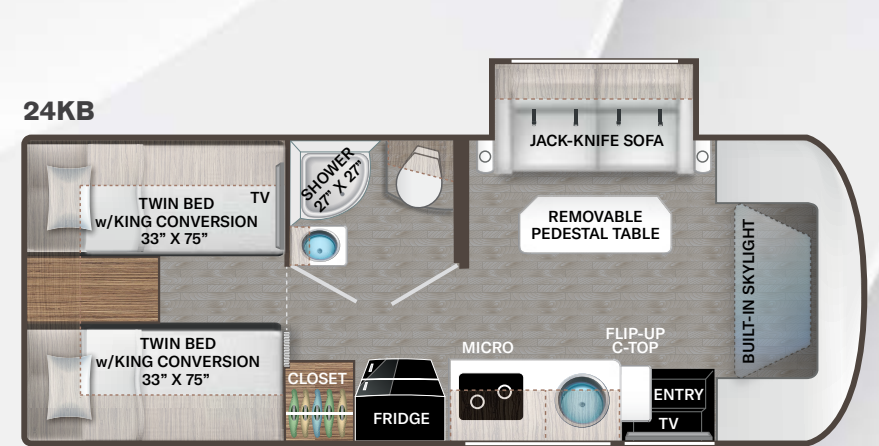 24KB
TWIN BED
w/KING CONVERSION
33” X 75”
TV
SHOWER
27” X 27”
JACK-KNIFE SOFA
REMOVABLE
PEDESTAL TABLE
BUILT-IN SKYLIGHT
TWIN BED
w/KING CONVERSION
33” X 75”
CLOSET
FRIDGE
MICRO
FLIP-UP
C-TOP
ENTRY
TV